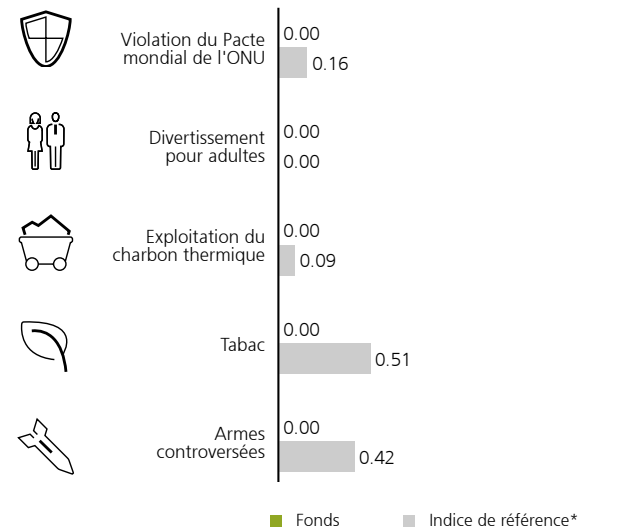 Violation du Pacte
mondial de l'ONU
0.00
0.16
Divertissement
pour adultes
0.00
0.00
Exploitation du
charbon thermique
0.00
0.09
Tabac
0.00
0.51
Armes
controversées
0.00
0.42
Fonds
Indice de référence*